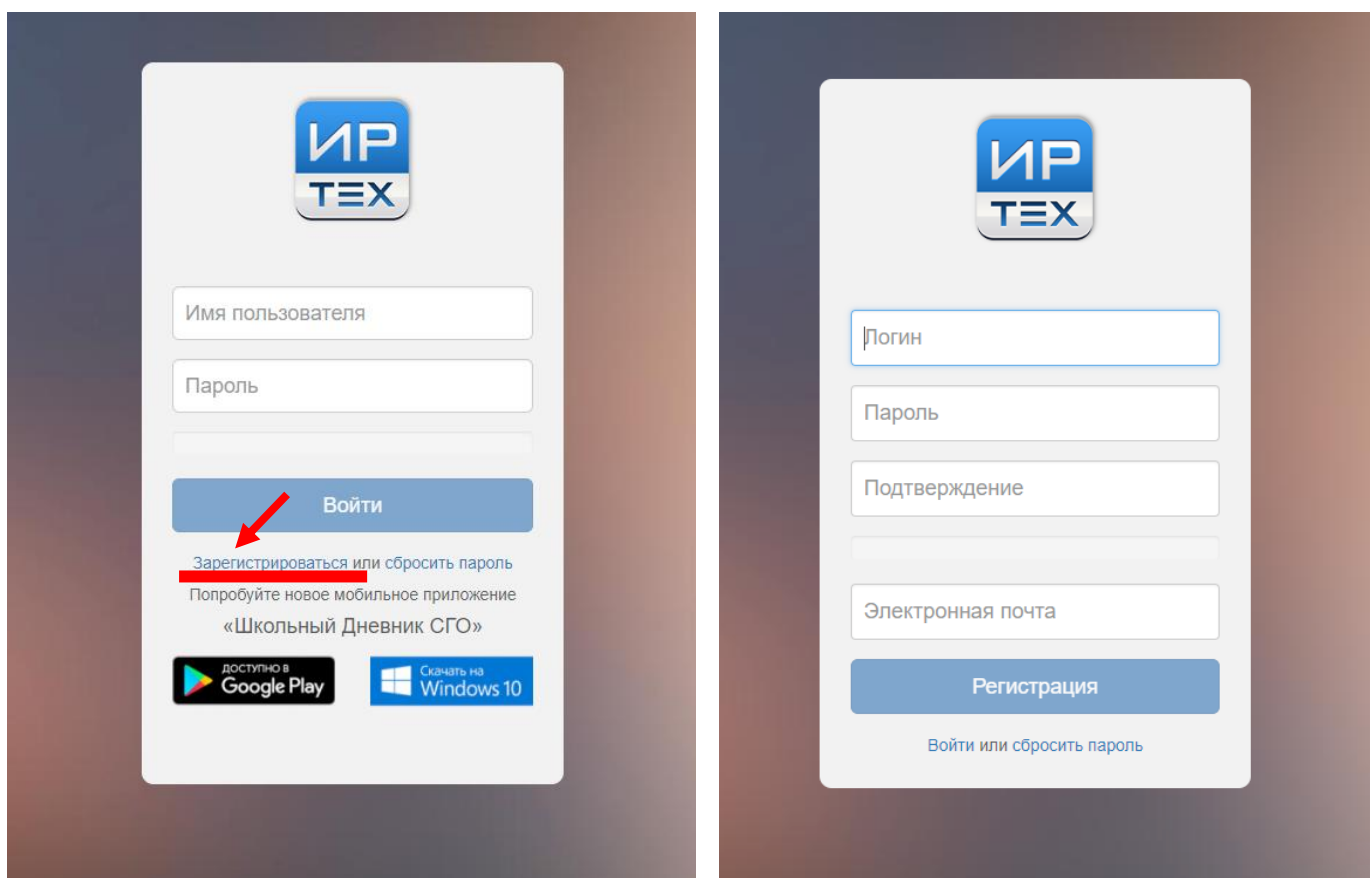 ИР
ТЕХ
Имя пользователя
Пароль
Войти
Зарегистрироваться или сбросить пароль
Попробуйте новое мобильное приложение
«Школьный Дневник СГО»
ДОСТУПНО В
Google Play
Скачать на
Windows 10
ИР
ТЕХ
Логин
Пароль
Подтверждение
Электронная почта
Регистрация
Войти или сбросить пароль